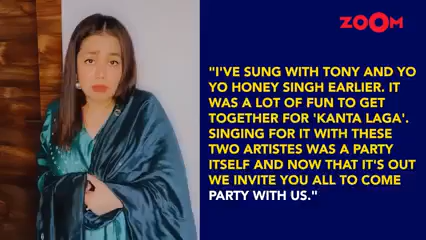 ZOOM
"I'VE SUNG WITH TONY AND YO
YO HONEY SINGH EARLIER. IT
WAS A LOT OF FUN TO GET
TOGETHER FOR 'KANTA LAGA'.
SINGING FOR IT WITH THESE
TWO ARTISTES WAS A PARTY
ITSELF AND NOW THAT IT'S OUT
WE INVITE YOU ALL TO COME
PARTY WITH US."